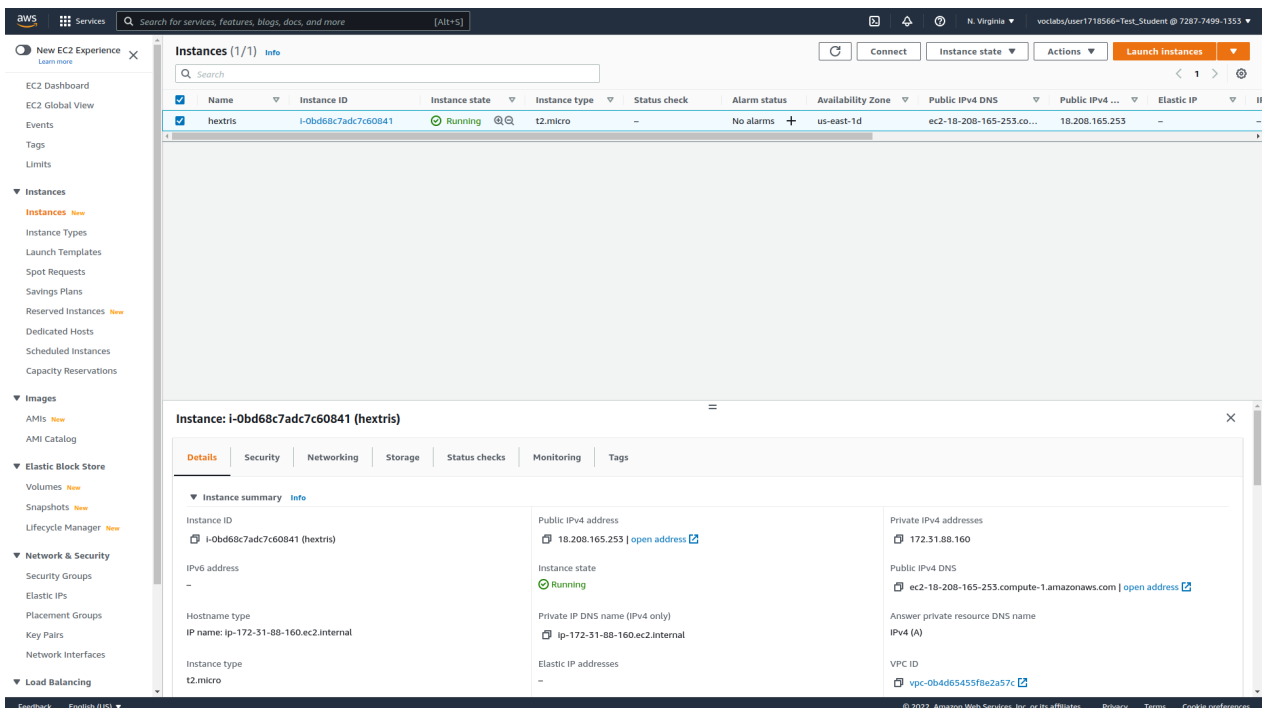 aws Services Search for services, features, blogs, docs, and more [Alt+S] N. Virginia ▼ voclabs/user1718566=Test_Student @ 7287-7499-1353 ▼
New EC2 Experience
Learn more
EC2 Dashboard
EC2 Global View
Events
Tags
Limits
Instances
Instances New
Instance Types
Launch Templates
Spot Requests
Savings Plans
Reserved Instances New
Dedicated Hosts
Scheduled Instances
Capacity Reservations
Images
AMIs New
AMI Catalog
Elastic Block Store
Volumes New
Snapshots New
Lifecycle Manager New
Network & Security
Security Groups
Elastic IPs
Placement Groups
Key Pairs
Network Interfaces
Load Balancing
Instances (1/1) Info Connect Instance state ▼ Actions ▼ Launch instances ▼
Search
< 1 >
Name Instance ID Instance state Instance type Status check Alarm status Availability Zone Public IPv4 DNS Public IPv4 ... Elastic IP
hextris i-0bd68c7adc7c60841 Running t2.micro – No alarms + us-east-1d ec2-18-208-165-253.co... 18.208.165.253 – –
Instance: i-0bd68c7adc7c60841 (hextris)
Details Security Networking Storage Status checks Monitoring Tags
Instance summary Info
Instance ID Public IPv4 address Private IPv4 addresses
i-0bd68c7adc7c60841 (hextris) 18.208.165.253 | open address 172.31.88.160
IPv6 address Instance state Public IPv4 DNS
– Running ec2-18-208-165-253.compute-1.amazonaws.com | open address
Hostname type Private IP DNS name (IPv4 only) Answer private resource DNS name
IP name: ip-172-31-88-160.ec2.internal ip-172-31-88-160.ec2.internal IPv4 (A)
Instance type Elastic IP addresses VPC ID
t2.micro – vpc-0b4d65455f8e2a57c
Feedback English (US) ▼ © 2022, Amazon Web Services, Inc. or its affiliates. Privacy Terms Cookie preferences